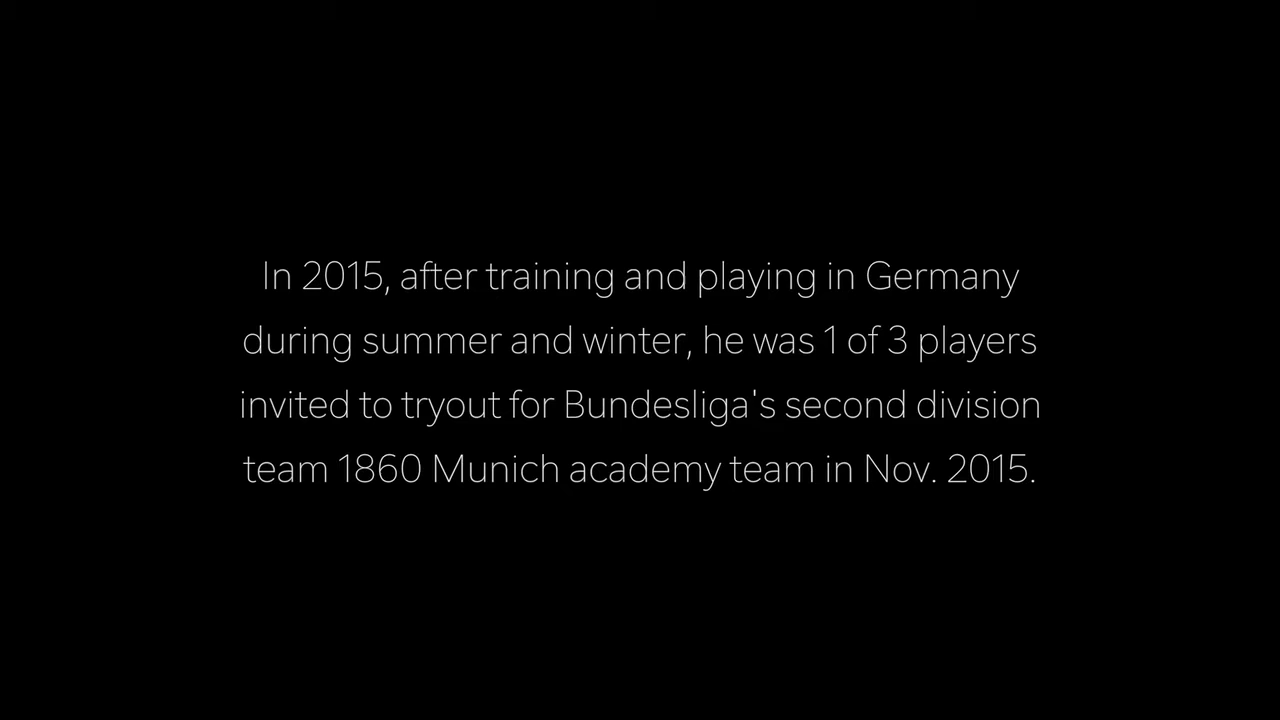 In 2015, after training and playing in Germany
during summer and winter, he was 1 of 3 players
invited to tryout for Bundesliga's second division
team 1860 Munich academy team in Nov. 2015.